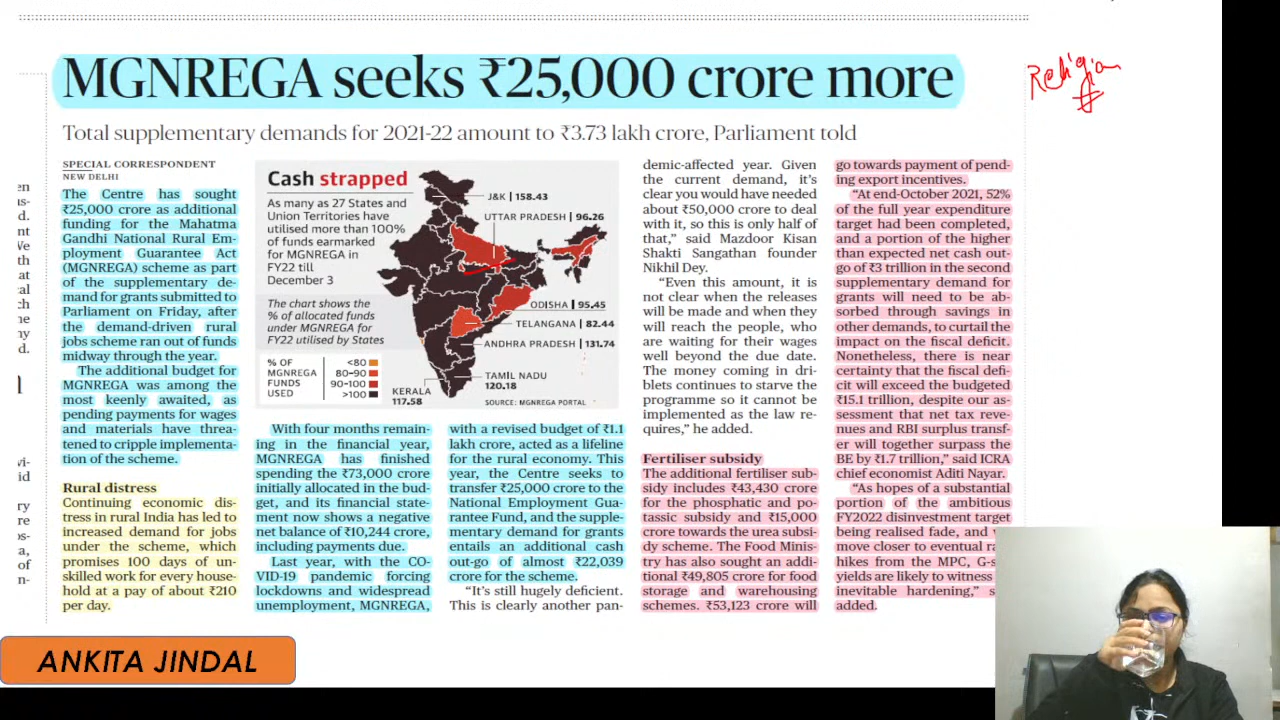 MGNREGA seeks ₹25,000 crore more
Religion
Total supplementary demands for 2021-22 amount to ₹3.73 lakh crore, Parliament told
SPECIAL CORRESPONDENT
NEW DELHI
The Centre has sought
₹25,000 crore as additional
funding for the Mahatma
Gandhi National Rural Em-
ployment Guarantee Act
(MGNREGA) scheme as part
of the supplementary de-
mand for grants submitted to
Parliament on Friday, after
the demand-driven rural
jobs scheme ran out of funds
midway through the year.
The additional budget for
MGNREGA was among the
most keenly awaited, as
pending payments for wages
and materials have threa-
tened to cripple implementa-
tion of the scheme.
Rural distress
Continuing economic dis-
tress in rural India has led to
increased demand for jobs
under the scheme, which
promises 100 days of un-
skilled work for every house-
hold at a pay of about ₹210
per day.
Cash strapped
As many as 27 States and
Union Territories have
utilised more than 100%
of funds earmarked
for MGNREGA in
FY22 till
December 3
The chart shows the
% of allocated funds
under MGNREGA for
FY22 utilised by States
% OF
MGNREGA
FUNDS
USED
<80
80–90
90-100
>100
J&K | 158.43
UTTAR PRADESH | 96.26
ODISHA | 95.45
TELANGANA | 82.44
ANDHRA PRADESH | 131.74
TAMIL NADU
120.18
KERALA
117.58
SOURCE: MGNREGA PORTAL
With four months remain-
ing in the financial year,
MGNREGA has finished
spending the ₹73,000 crore
initially allocated in the bud-
get, and its financial state-
ment now shows a negative
net balance of ₹10,244 crore,
including payments due.
Last year, with the CO-
VID-19 pandemic forcing
lockdowns and widespread
unemployment, MGNREGA,
with a revised budget of ₹1.1
lakh crore, acted as a lifeline
for the rural economy. This
year, the Centre seeks to
transfer ₹25,000 crore to the
National Employment Gua-
rantee Fund, and the supple-
mentary demand for grants
entails an additional cash
out-go of almost ₹22,039
crore for the scheme.
"It's still hugely deficient.
This is clearly another pan-
demic-affected year. Given
the current demand, it's
clear you would have needed
about ₹50,000 crore to deal
with it, so this is only half of
that," said Mazdoor Kisan
Shakti Sangathan founder
Nikhil Dey.
"Even this amount, it is
not clear when the releases
will be made and when they
will reach the people, who
are waiting for their wages
well beyond the due date.
The money coming in dri-
blets continues to starve the
programme so it cannot be
implemented as the law re-
quires," he added.
Fertiliser subsidy
The additional fertiliser sub-
sidy includes ₹43,430 crore
for the phosphatic and po-
tassic subsidy and ₹15,000
crore towards the urea subsi-
dy scheme. The Food Minis-
try has also sought an addi-
tional ₹49,805 crore for food
storage and warehousing
schemes. ₹53,123 crore will
go towards payment of pend-
ing export incentives.
"At end-October 2021, 52%
of the full year expenditure
target had been completed,
and a portion of the higher
than expected net cash out-
go of ₹3 trillion in the second
supplementary demand for
grants will need to be ab-
sorbed through savings in
other demands, to curtail the
impact on the fiscal deficit.
Nonetheless, there is near
certainty that the fiscal defi-
cit will exceed the budgeted
₹15.1 trillion, despite our as-
sessment that net tax reve-
nues and RBI surplus transf-
er will together surpass the
BE by ₹1.7 trillion," said ICRA
chief economist Aditi Nayar.
"As hopes of a substantial
portion of the ambitious
FY2022 disinvestment target
being realised fade, and
move closer to eventual
hikes from the MPC,
yields are likely to witness
inevitable hardening,"
added.
ANKITA JINDAL